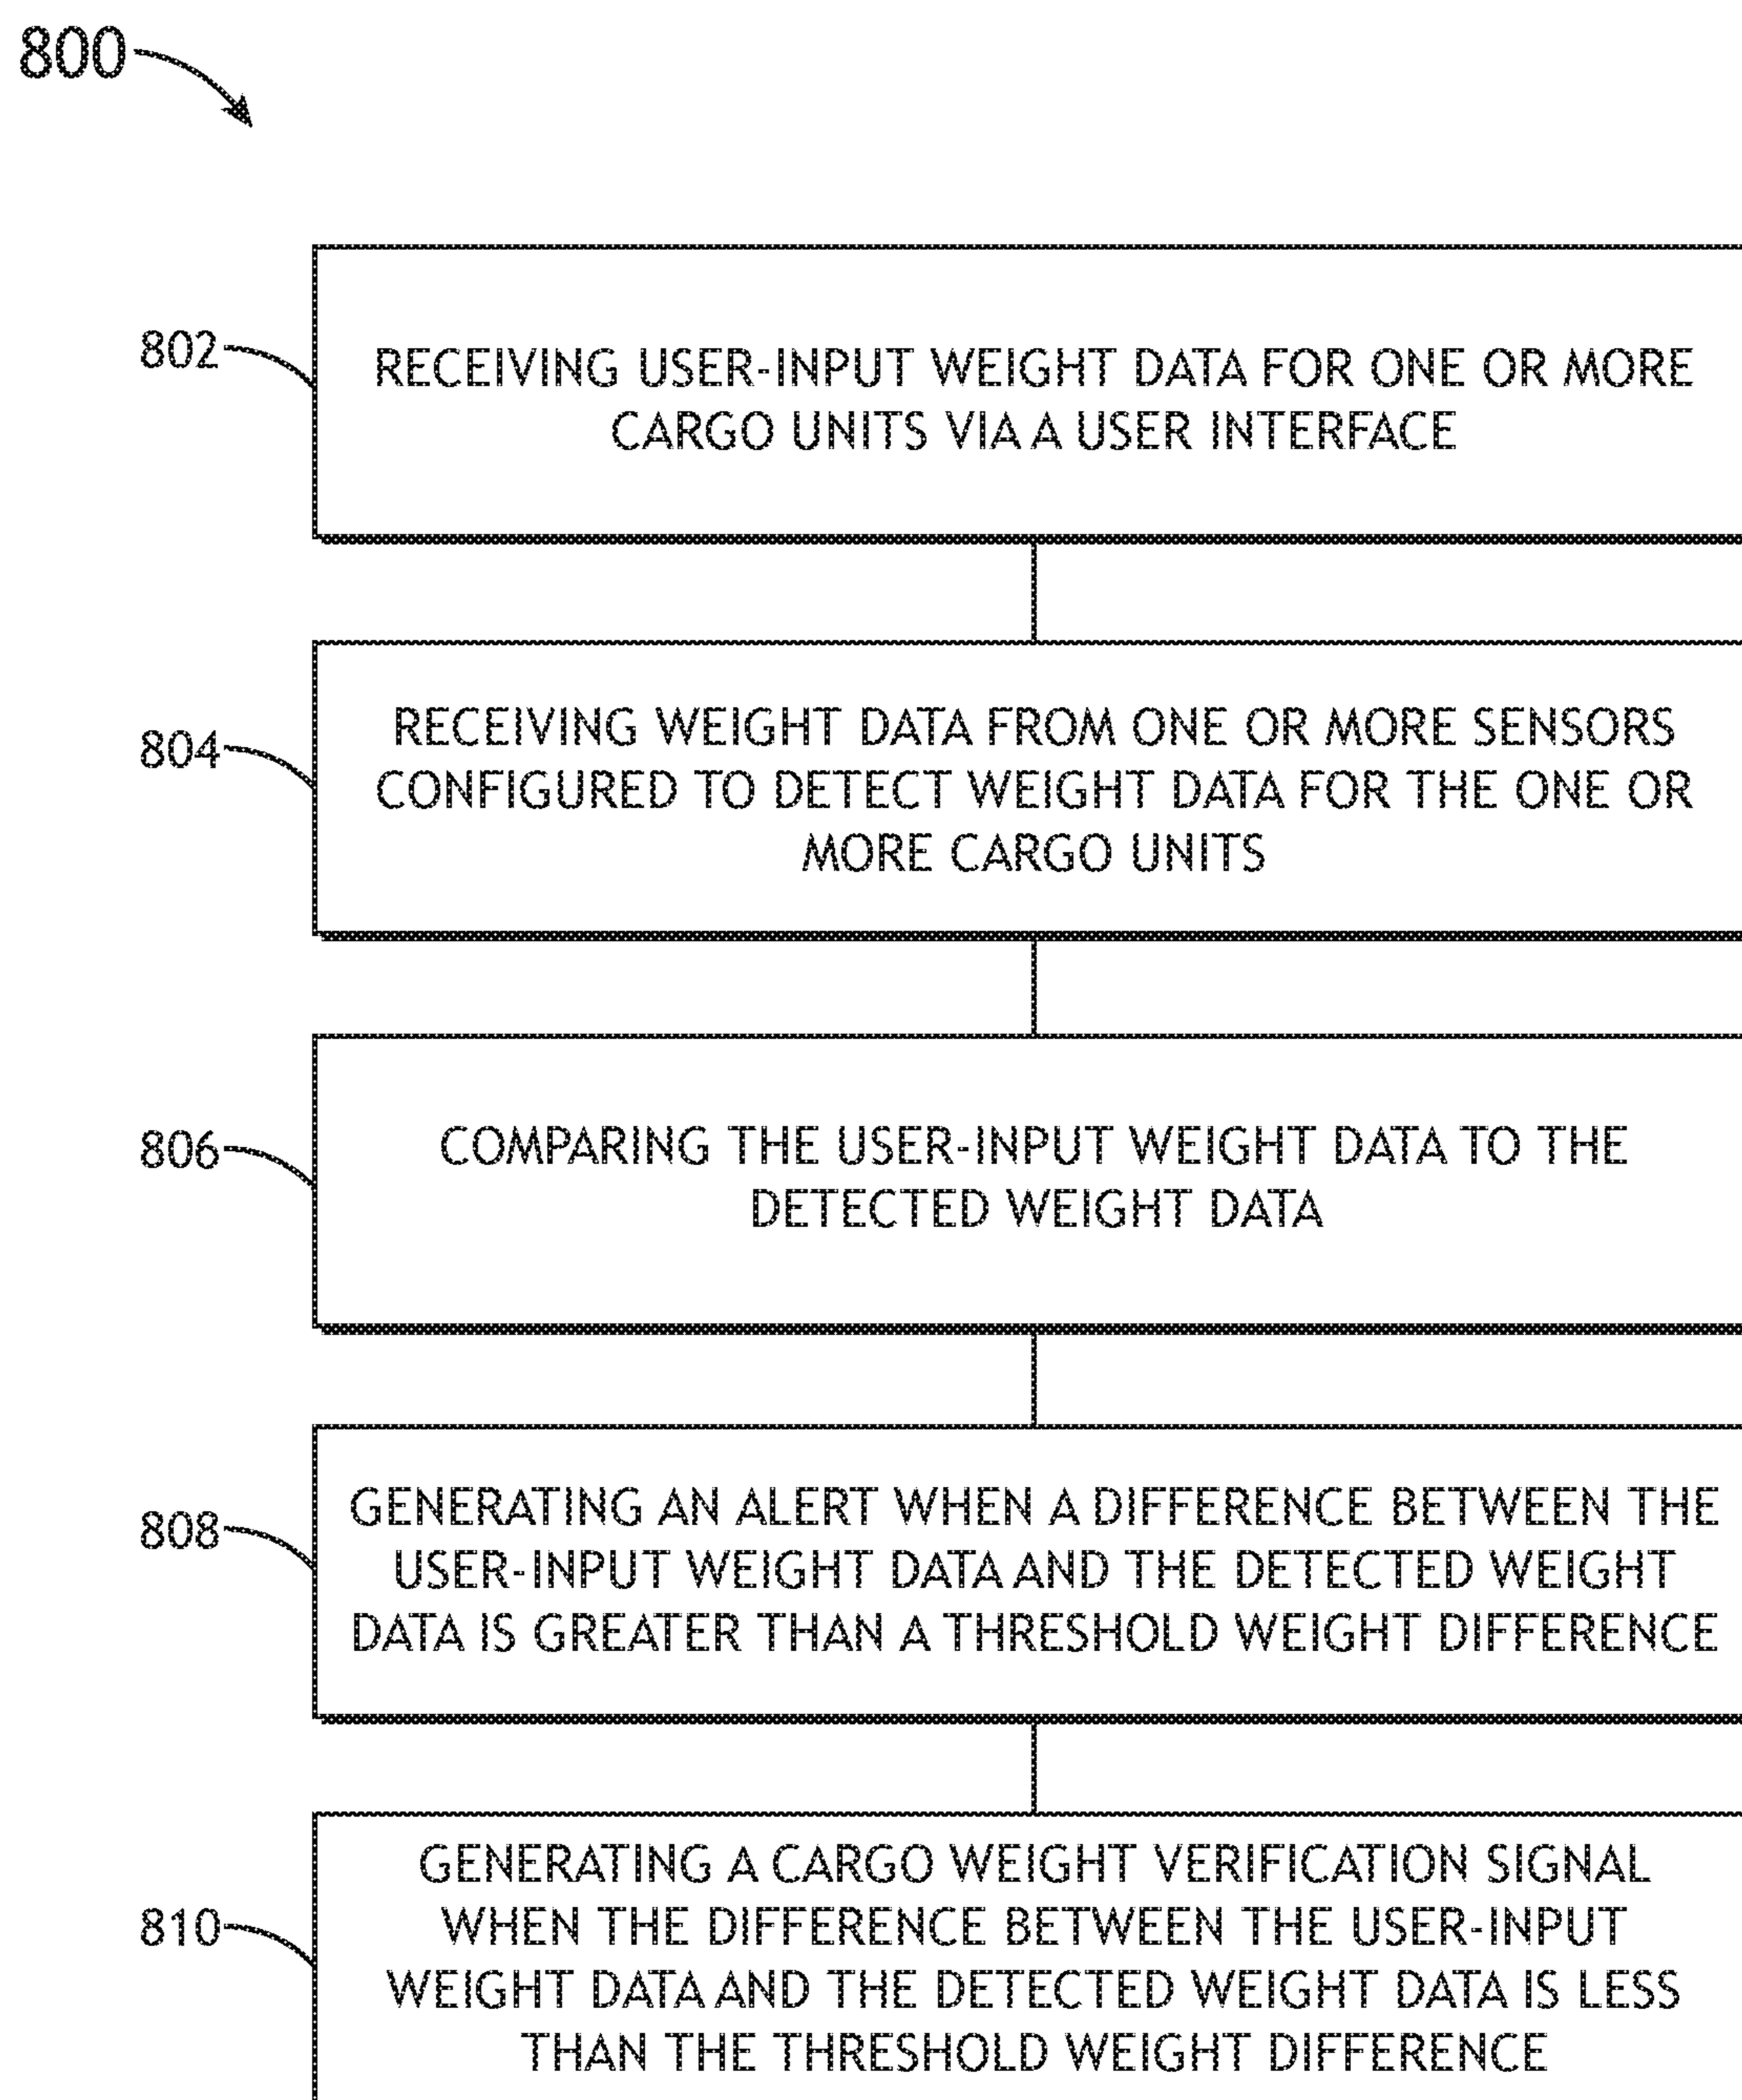 800
802
RECEIVING USER-INPUT WEIGHT DATA FOR ONE OR MORE
CARGO UNITS VIA A USER INTERFACE
804
RECEIVING WEIGHT DATA FROM ONE OR MORE SENSORS
CONFIGURED TO DETECT WEIGHT DATA FOR THE ONE OR
MORE CARGO UNITS
806
COMPARING THE USER-INPUT WEIGHT DATA TO THE
DETECTED WEIGHT DATA
808
GENERATING AN ALERT WHEN A DIFFERENCE BETWEEN THE
USER-INPUT WEIGHT DATA AND THE DETECTED WEIGHT
DATA IS GREATER THAN A THRESHOLD WEIGHT DIFFERENCE
810
GENERATING A CARGO WEIGHT VERIFICATION SIGNAL
WHEN THE DIFFERENCE BETWEEN THE USER-INPUT
WEIGHT DATA AND THE DETECTED WEIGHT DATA IS LESS
THAN THE THRESHOLD WEIGHT DIFFERENCE